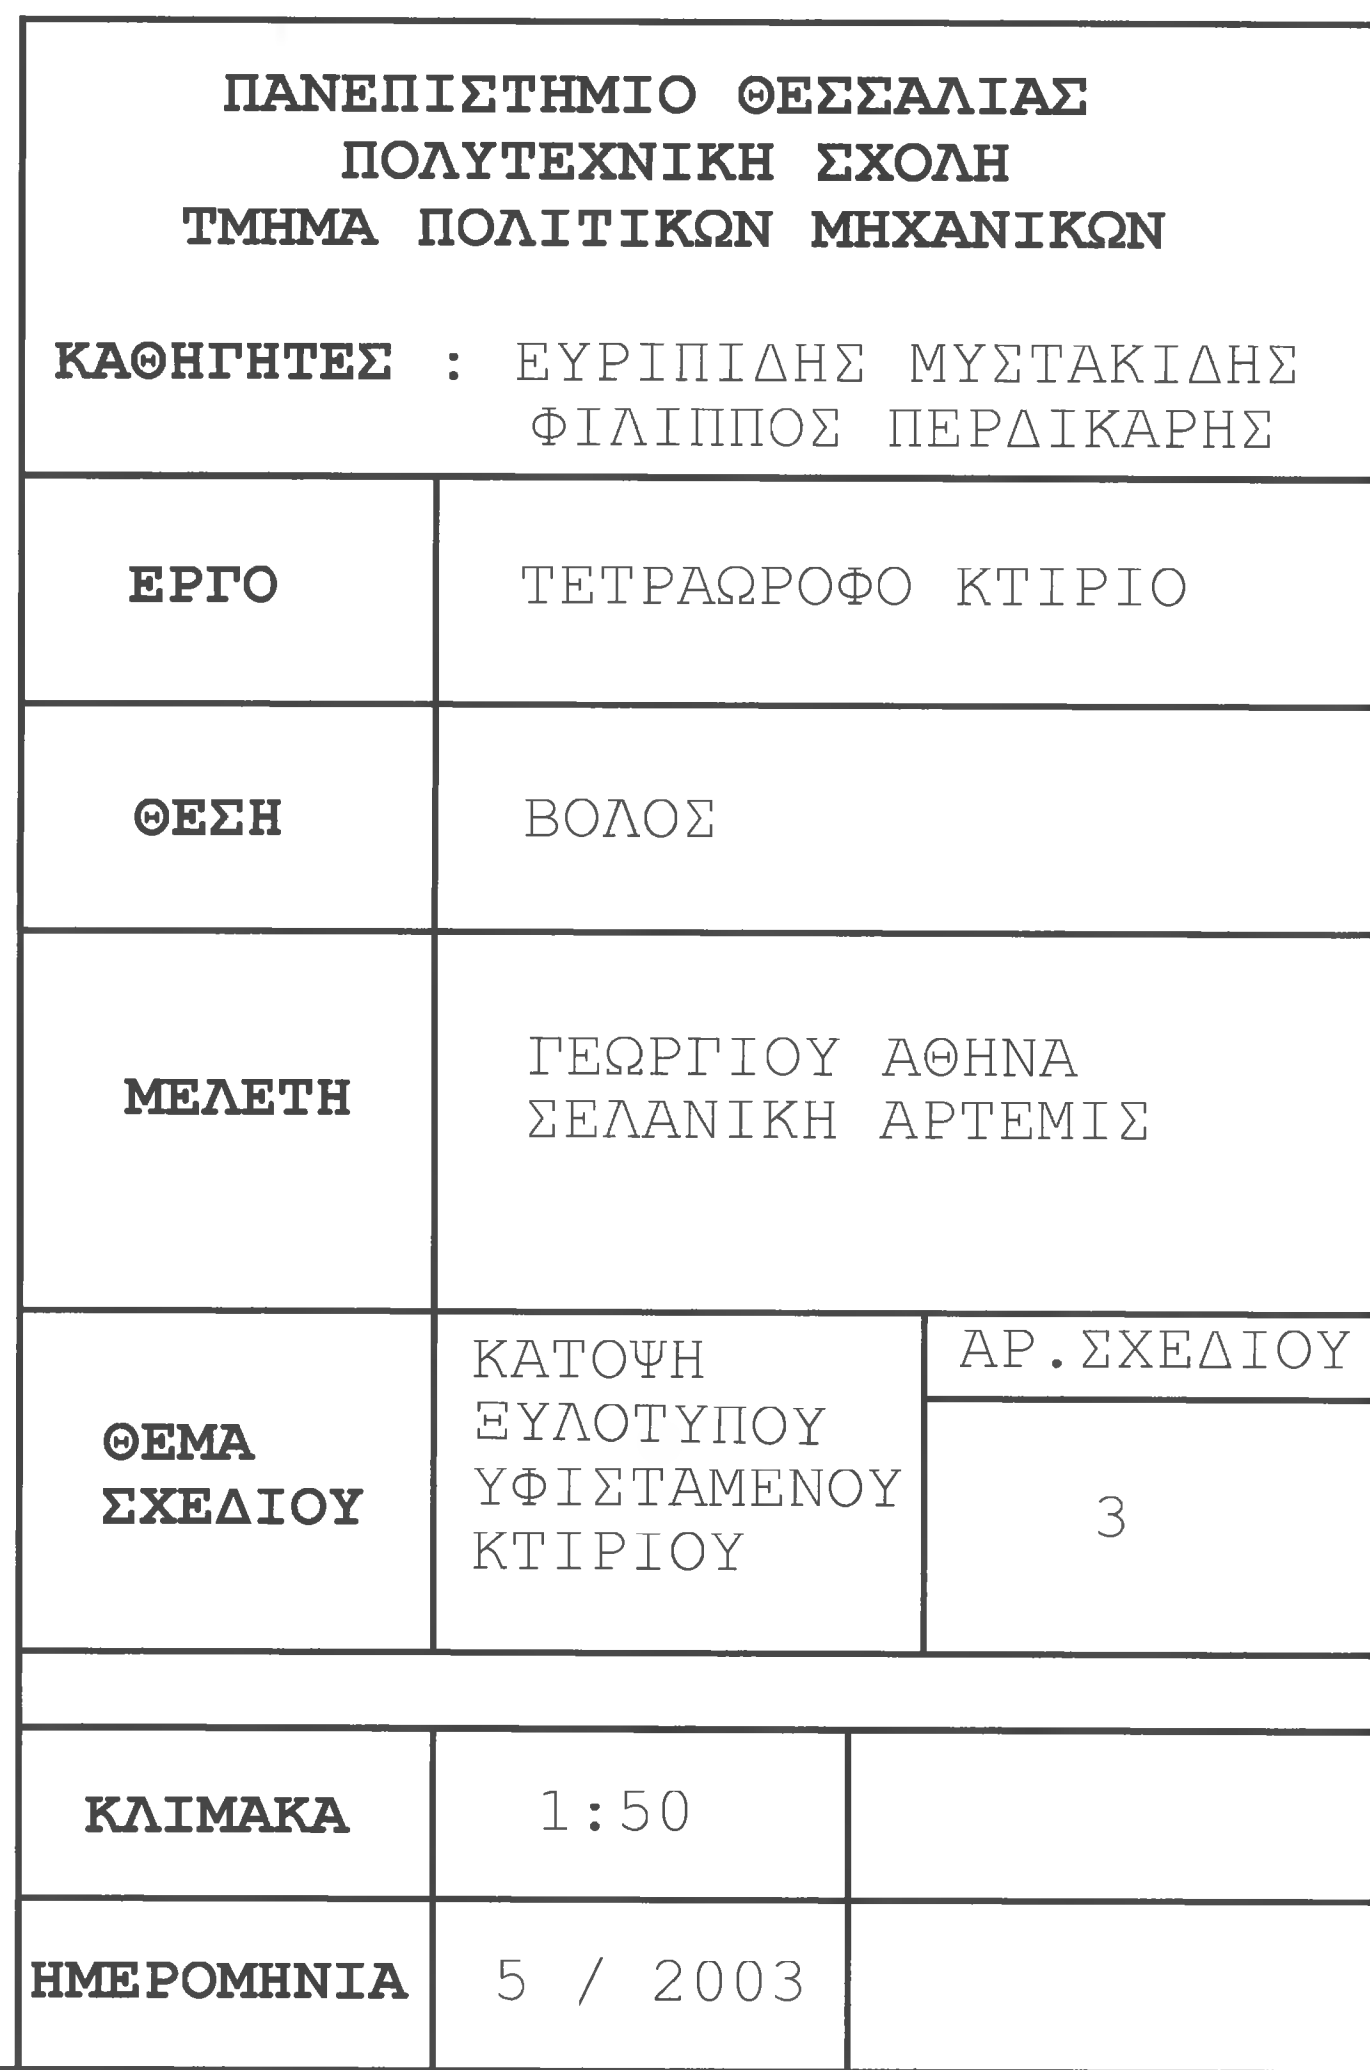 ΠΑΝΕΠΙΣΤΗΜΙΟ ΘΕΣΣΑΛΙΑΣ
ΠΟΛΥΤΕΧΝΙΚΗ ΣΧΟΛΗ
ΤΜΗΜΑ ΠΟΛΙΤΙΚΩΝ ΜΗΧΑΝΙΚΩΝ
ΚΑΘΗΓΗΤΕΣ : ΕΥΡΙΠΙΔΗΣ ΜΥΣΤΑΚΙΔΗΣ
ΦΙΛΙΠΠΟΣ ΠΕΡΔΙΚΑΡΗΣ
ΕΡΓΟ ΤΕΤΡΑΩΡΟΦΟ ΚΤΙΡΙΟ
ΘΕΣΗ ΒΟΛΟΣ
ΜΕΛΕΤΗ
ΓΕΩΡΓΙΟΥ ΑΘΗΝΑ
ΣΕΛΑΝΙΚΗ ΑΡΤΕΜΙΣ
ΘΕΜΑ
ΣΧΕΔΙΟΥ
ΚΑΤΟΨΗ
ΞΥΛΟΤΥΠΟΥ
ΥΦΙΣΤΑΜΕΝΟΥ
ΚΤΙΡΙΟΥ
ΑΡ.ΣΧΕΔΙΟΥ
3
ΚΛΙΜΑΚΑ 1:50
ΗΜΕΡΟΜΗΝΙΑ 5 / 2003